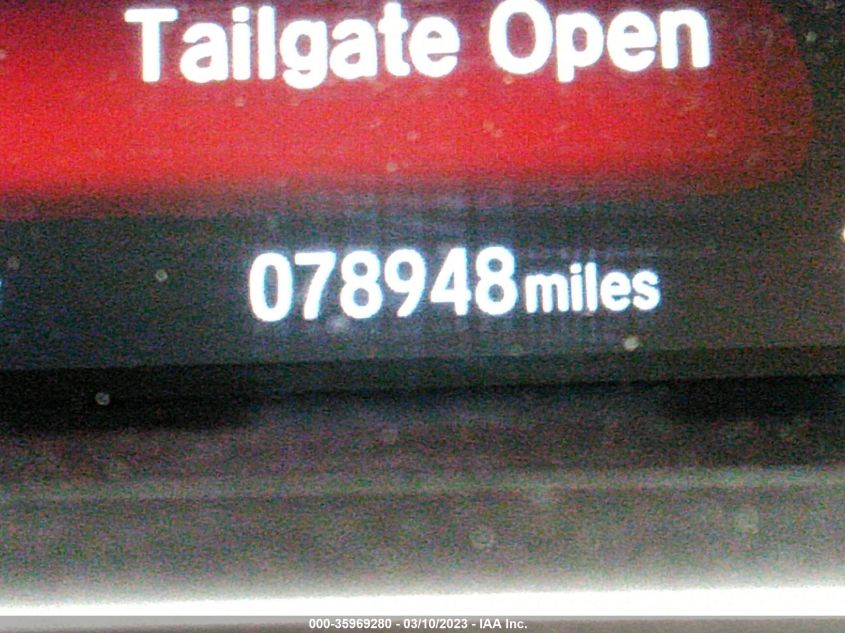 Tailgate Open
078948miles
000-35969280 - 03/10/2023 - IAA Inc.